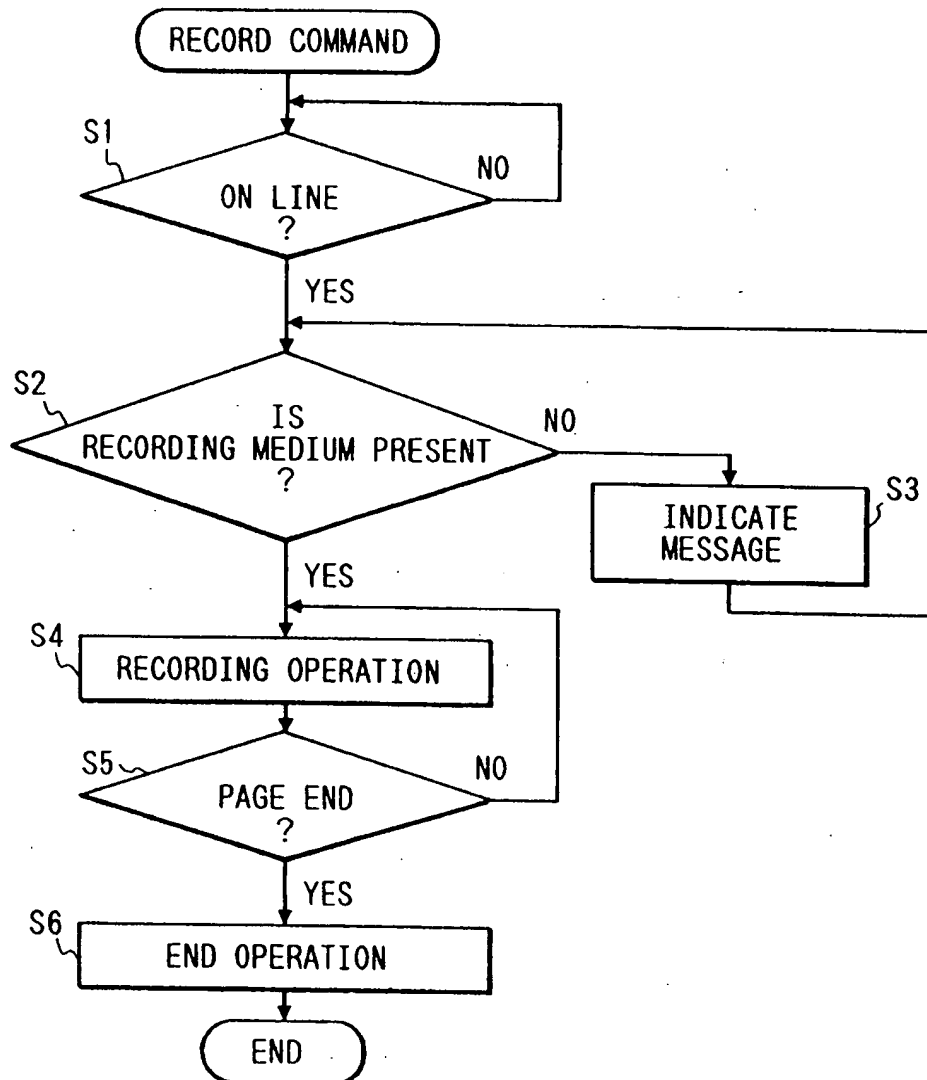 RECORD COMMAND
S1
NO
ON LINE
?
YES
S2
IS
RECORDING MEDIUM PRESENT
?
NO
S3
INDICATE
MESSAGE
YES
S4
RECORDING OPERATION
S5
NO
PAGE END
?
YES
S6
END OPERATION
END